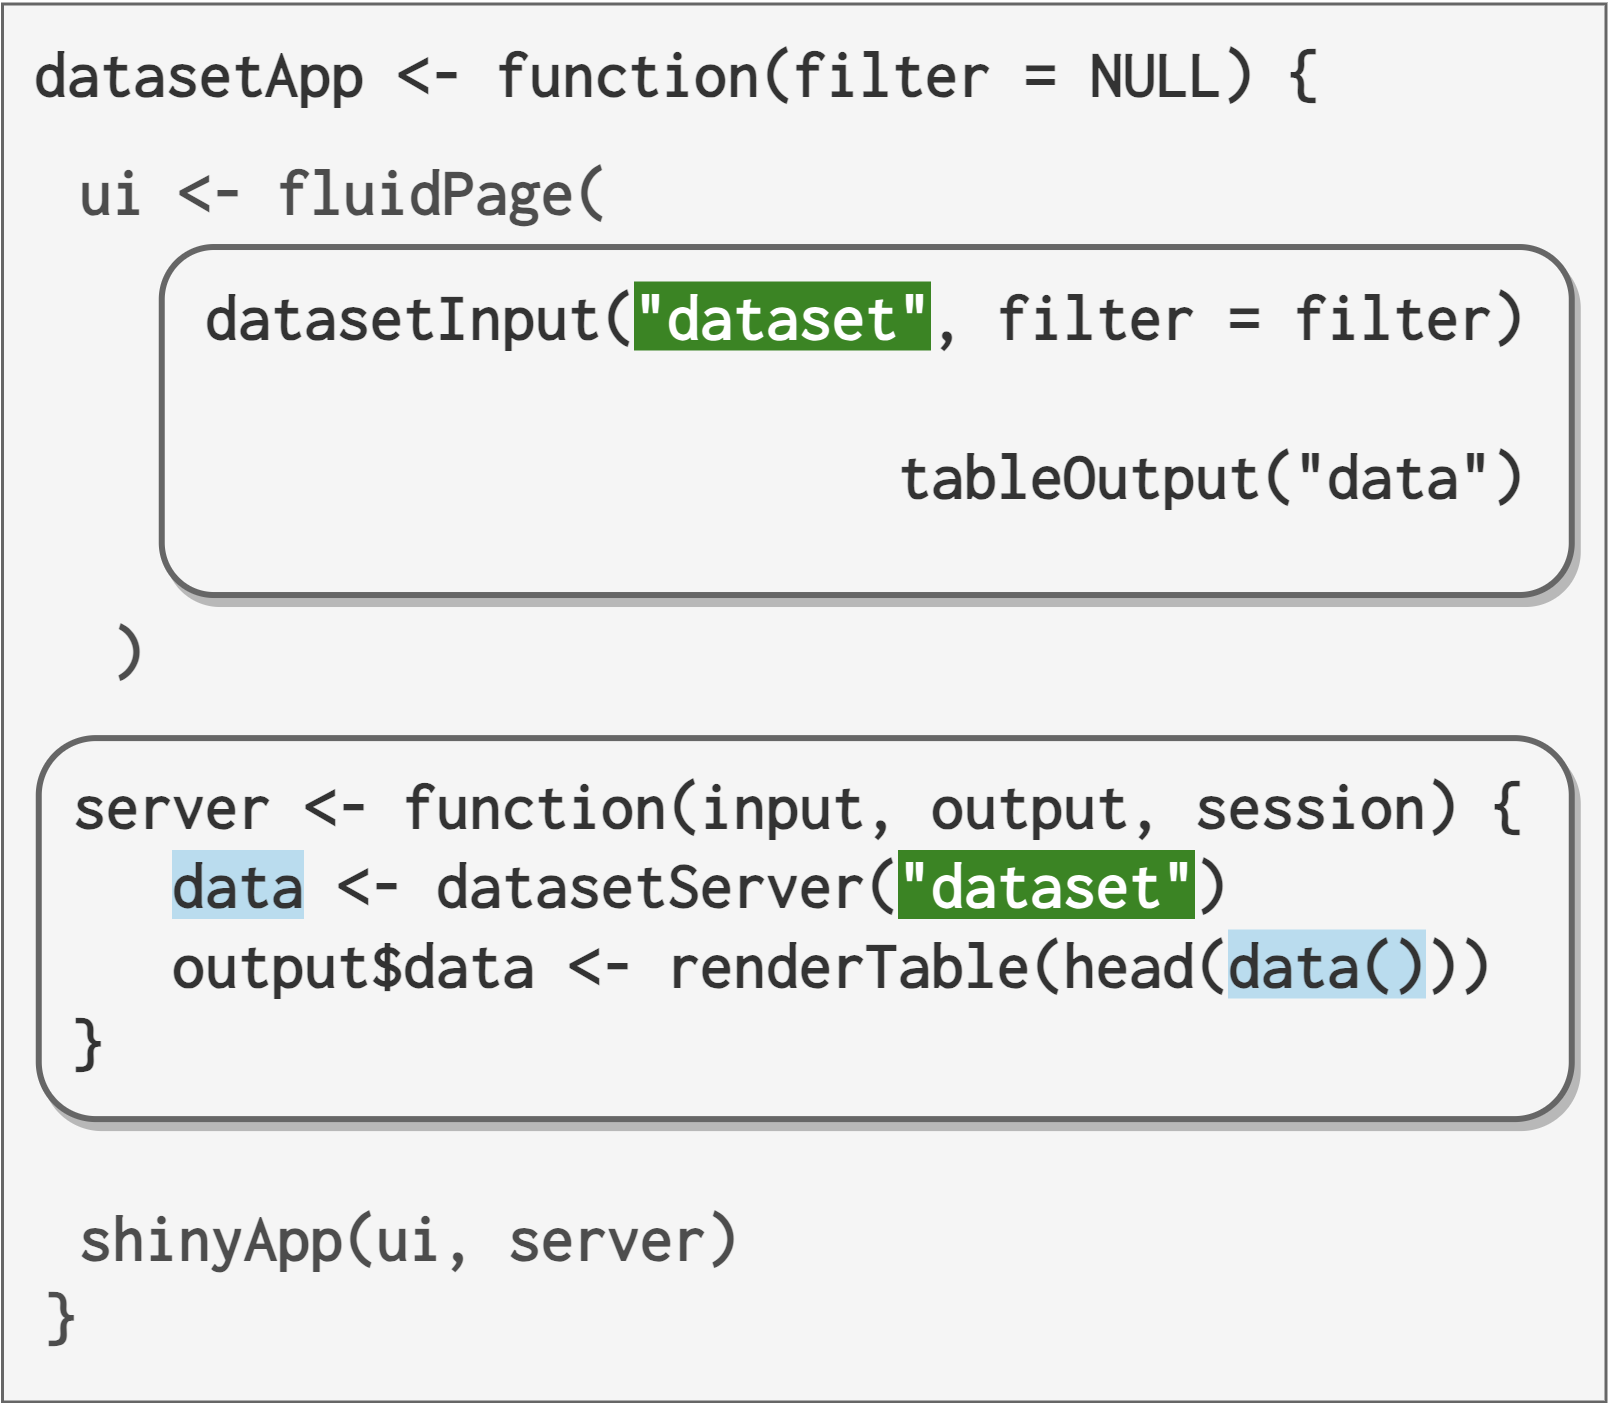 datasetApp <- function(filter = NULL) {
ui <- fluidPage(
datasetInput("dataset", filter = filter)
tableOutput("data")
)
server <- function(input, output, session) {
data <- datasetServer("dataset")
output$data <- renderTable(head(data()))
}
shinyApp(ui, server)
}